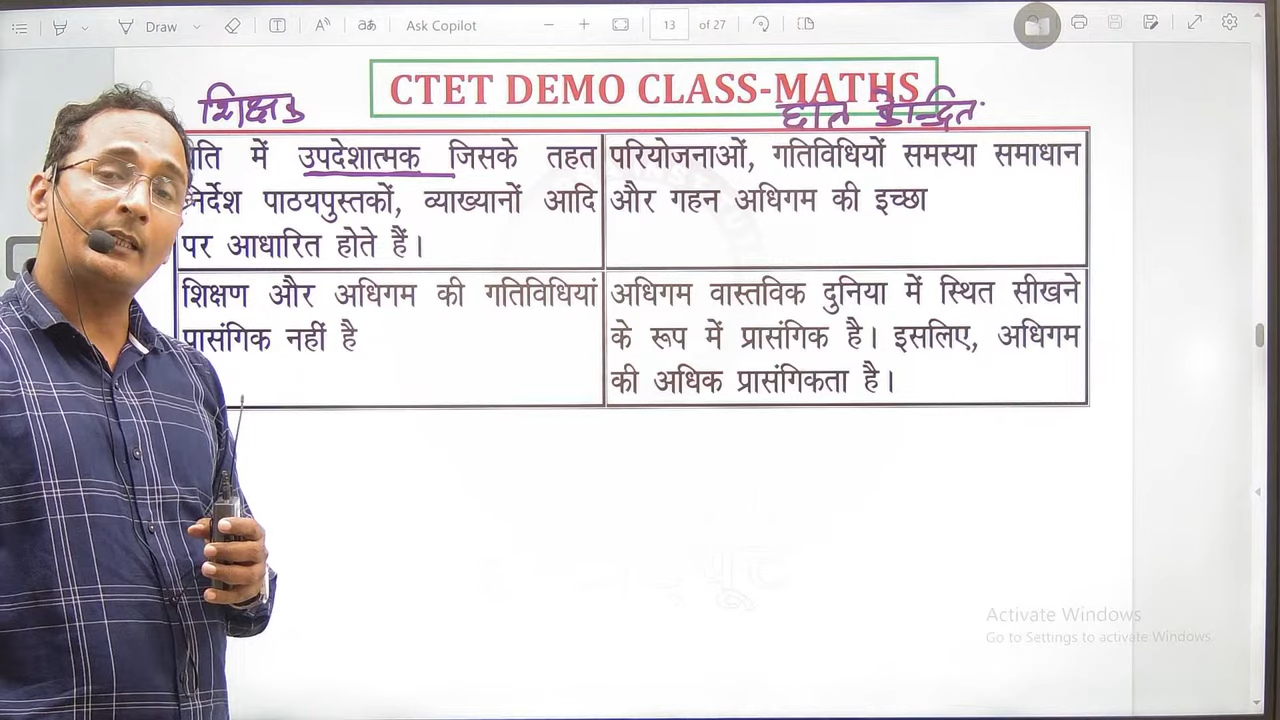 Draw
Ask Copilot
13 of 27
CTET DEMO CLASS-MATHS
शिक्षक
छात्र केन्द्रित
में उपदेशात्मक जिसके तहत
निर्देश पाठयपुस्तकों, व्याख्यानों आदि
पर आधारित होते हैं।
परियोजनाओं, गतिविधियों समस्या समाधान
और गहन अधिगम की इच्छा
शिक्षण और अधिगम की गतिविधियां
प्रासंगिक नहीं है
अधिगम वास्तविक दुनिया में स्थित सीखने
के रूप में प्रासंगिक है। इसलिए, अधिगम
की अधिक प्रासंगिकता है।
Activate Windows
Go to Settings to activate Windows.